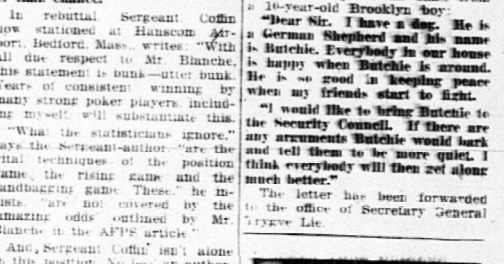 In rebuttal, Sergeant Coffin
now stationed at Hanscom Air-
port, Bedford, Mass., writes: "With
all due respect to Mr. Blanche,
this statement is bunk—utter bunk.
Years of consistent winning by
many strong poker players, includ-
ing myself, will substantiate this.
"What the statisticians ignore,"
says the Sergeant-author, "are the
vital techniques of the position
game, the rising game and the
sandbagging game. These," he in-
sists, "are not covered by the
amazing odds outlined by Mr.
Blanche in the AFPS article."
And, Sergeant Coffin isn't alone
in this position.
a 10-year-old Brooklyn boy:
"Dear Sir. I have a dog. He is
a German Shepherd and his name
is Butchie. Everybody in our house
is happy when Butchie is around.
He is so good in keeping peace
when my friends start to fight.
"I would like to bring Butchie to
the Security Council. If there are
any arguments Butchie would bark
and tell them to be more quiet. I
think everybody will then get along
much better."
The letter has been forwarded
to the office of Secretary General
Trygve Lie.